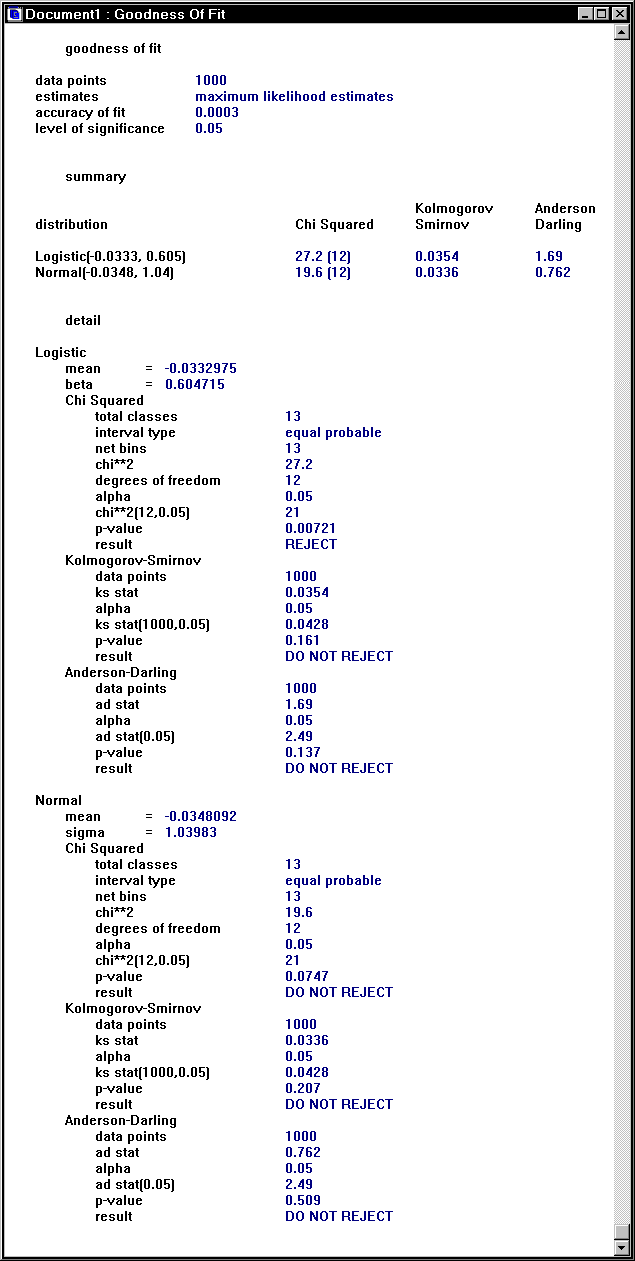 Document1 : Goodness Of Fit
goodness of fit
data points 1000
estimates maximum likelihood estimates
accuracy of fit 0.0003
level of significance 0.05
summary
Kolmogorov Anderson
distribution Chi Squared Smirnov Darling
Logistic(-0.0333, 0.605) 27.2 (12) 0.0354 1.69
Normal(-0.0348, 1.04) 19.6 (12) 0.0336 0.762
detail
Logistic
mean = -0.0332975
beta = 0.604715
Chi Squared
total classes 13
interval type equal probable
net bins 13
chi**2 27.2
degrees of freedom 12
alpha 0.05
chi**2(12,0.05) 21
p-value 0.00721
result REJECT
Kolmogorov-Smirnov
data points 1000
ks stat 0.0354
alpha 0.05
ks stat(1000,0.05) 0.0428
p-value 0.161
result DO NOT REJECT
Anderson-Darling
data points 1000
ad stat 1.69
alpha 0.05
ad stat(0.05) 2.49
p-value 0.137
result DO NOT REJECT
Normal
mean = -0.0348092
sigma = 1.03983
Chi Squared
total classes 13
interval type equal probable
net bins 13
chi**2 19.6
degrees of freedom 12
alpha 0.05
chi**2(12,0.05) 21
p-value 0.0747
result DO NOT REJECT
Kolmogorov-Smirnov
data points 1000
ks stat 0.0336
alpha 0.05
ks stat(1000,0.05) 0.0428
p-value 0.207
result DO NOT REJECT
Anderson-Darling
data points 1000
ad stat 0.762
alpha 0.05
ad stat(0.05) 2.49
p-value 0.509
result DO NOT REJECT